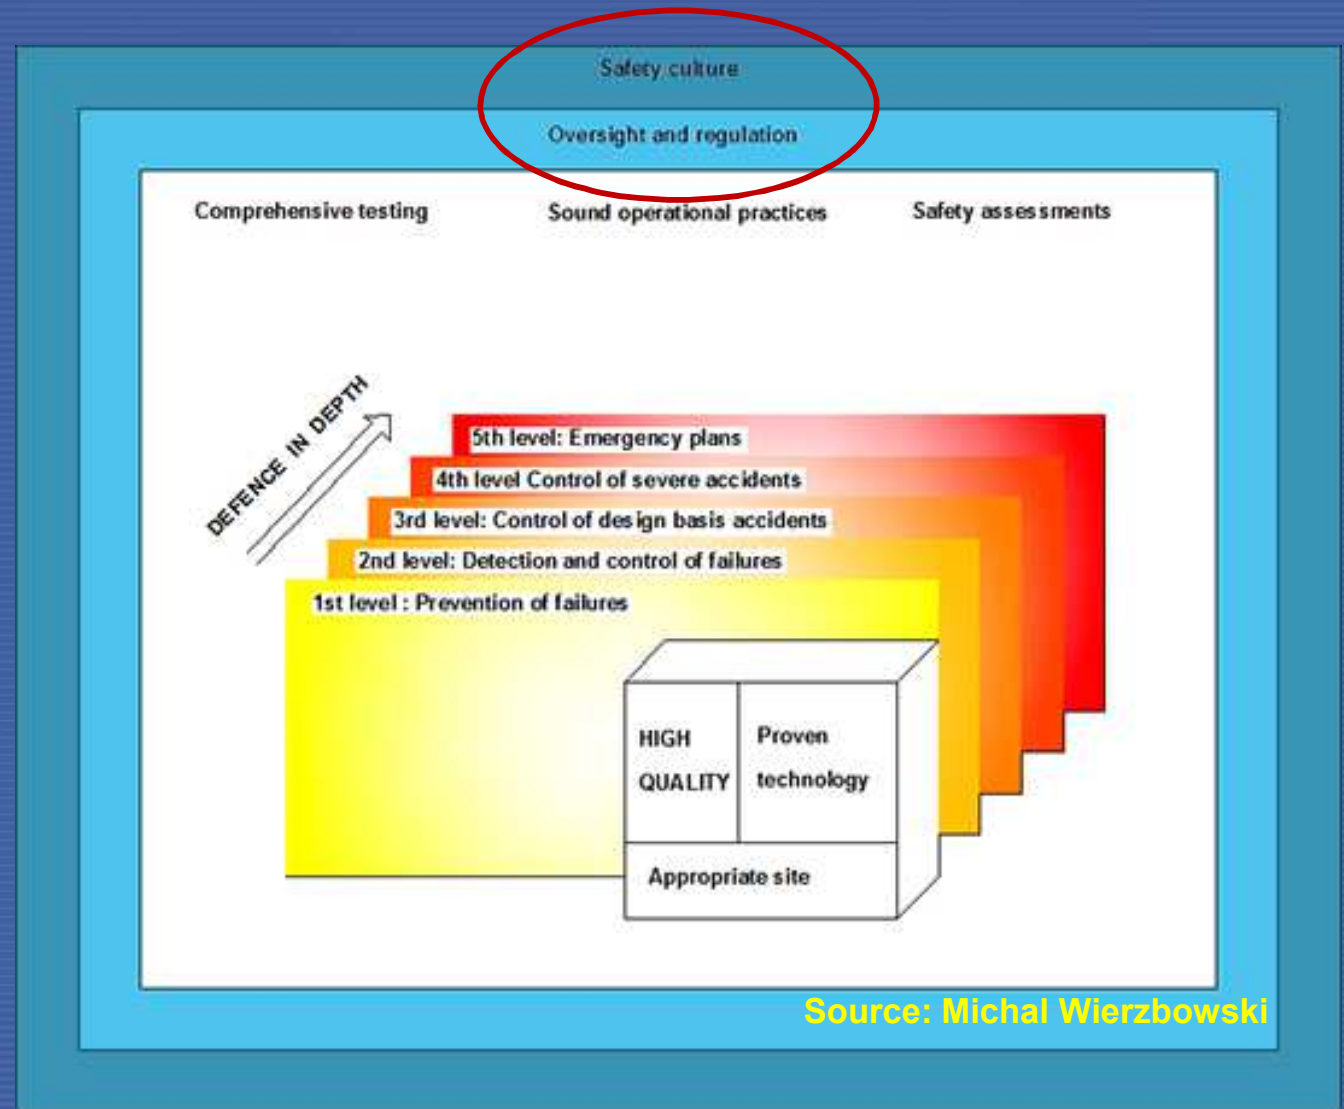 Safety culture
Oversight and regulation
Comprehensive testing
Sound operational practices
Safety assessments
DEFENCE IN DEPTH
5th level: Emergency plans
4th level Control of severe accidents
3rd level: Control of design basis accidents
2nd level: Detection and control of failures
1st level : Prevention of failures
HIGH
QUALITY
Proven
technology
Appropriate site
Source: Michal Wierzbowski